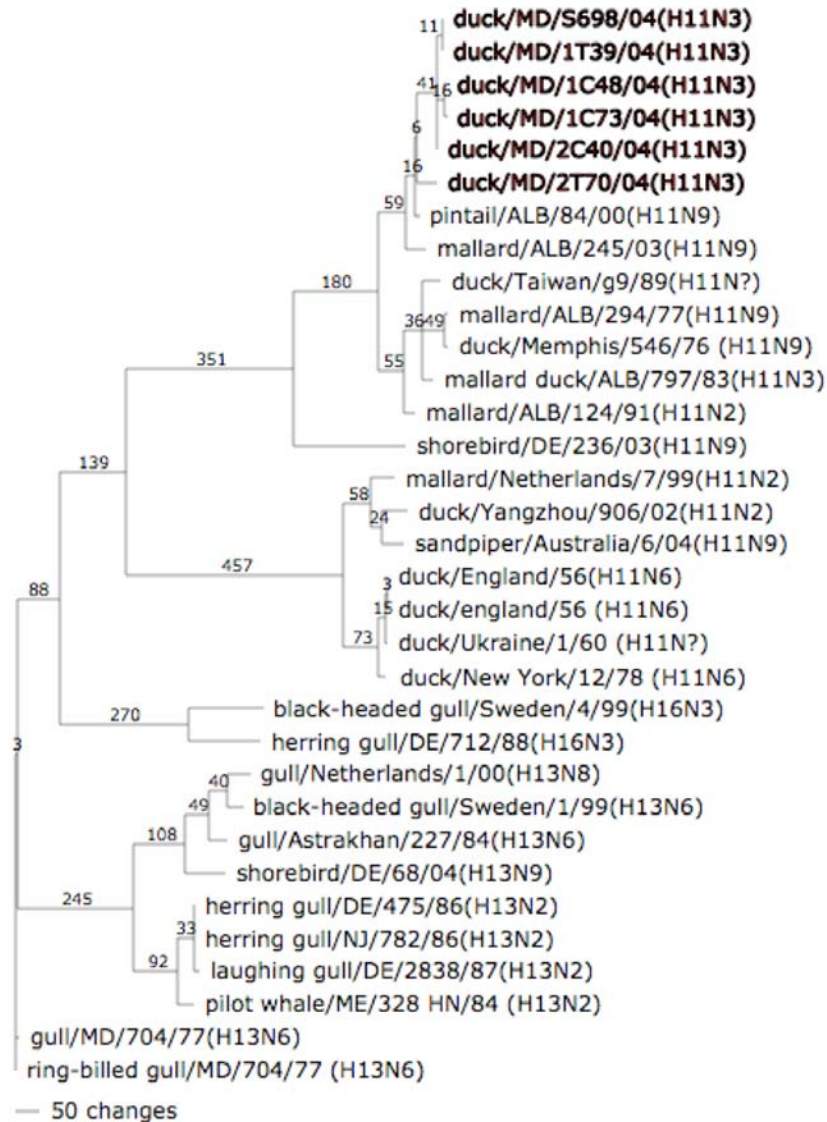 11 duck/MD/S698/04(H11N3)
duck/MD/1T39/04(H11N3)
41 16 duck/MD/1C48/04(H11N3)
duck/MD/1C73/04(H11N3)
6 duck/MD/2C40/04(H11N3)
16 duck/MD/2T70/04(H11N3)
59 pintail/ALB/84/00(H11N9)
mallard/ALB/245/03(H11N9)
180 duck/Taiwan/g9/89(H11N?)
mallard/ALB/294/77(H11N9)
36 49 duck/Memphis/546/76 (H11N9)
351 55 mallard duck/ALB/797/83(H11N3)
mallard/ALB/124/91(H11N2)
shorebird/DE/236/03(H11N9)
139 mallard/Netherlands/7/99(H11N2)
58 24 duck/Yangzhou/906/02(H11N2)
sandpiper/Australia/6/04(H11N9)
457 3 duck/England/56(H11N6)
88 15 duck/england/56 (H11N6)
73 duck/Ukraine/1/60 (H11N?)
duck/New York/12/78 (H11N6)
270 black-headed gull/Sweden/4/99(H16N3)
3 herring gull/DE/712/88(H16N3)
40 gull/Netherlands/1/00(H13N8)
49 black-headed gull/Sweden/1/99(H13N6)
108 gull/Astrakhan/227/84(H13N6)
shorebird/DE/68/04(H13N9)
245 herring gull/DE/475/86(H13N2)
33 herring gull/NJ/782/86(H13N2)
92 laughing gull/DE/2838/87(H13N2)
pilot whale/ME/328 HN/84 (H13N2)
gull/MD/704/77(H13N6)
ring-billed gull/MD/704/77 (H13N6)
50 changes